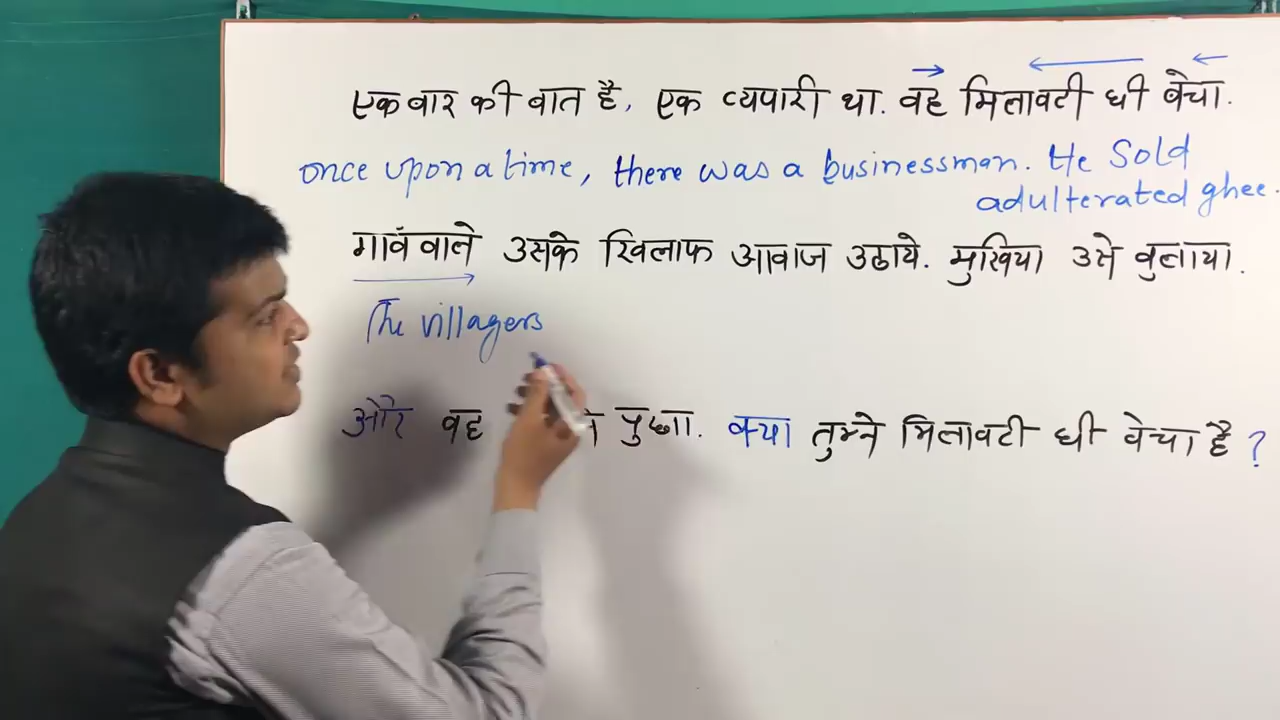 एक बार की बात है, एक व्यपारी था. वह मिलावटी घी बेचा.
once upon a time, there was a businessman. He Sold
adulterated ghee.
गावँ वाले उसके खिलाफ आवाज उठाये. मुखिया उसे बुलाया.
The villagers
और वह पुछा. क्या तुमने मिलावटी घी बेचा है ?